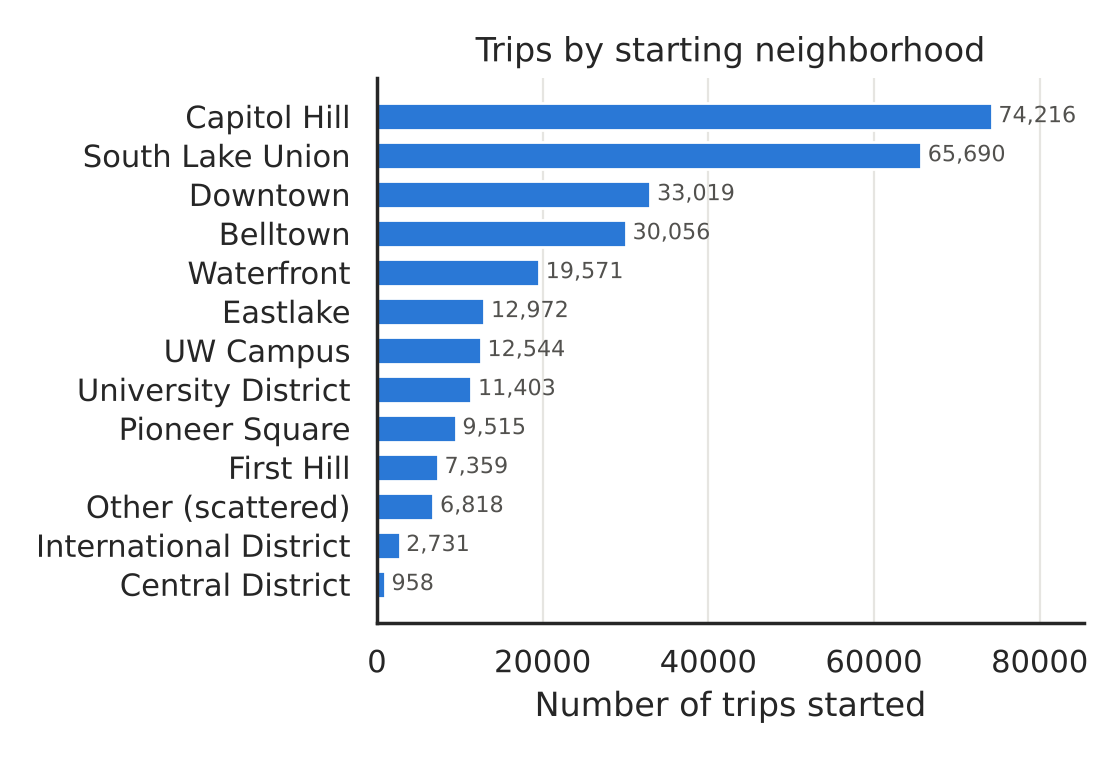 Trips by starting neighborhood
Capitol Hill 74,216
South Lake Union 65,690
Downtown 33,019
Belltown 30,056
Waterfront 19,571
Eastlake 12,972
UW Campus 12,544
University District 11,403
Pioneer Square 9,515
First Hill 7,359
Other (scattered) 6,818
International District 2,731
Central District 958
0 20000 40000 60000 80000
Number of trips started